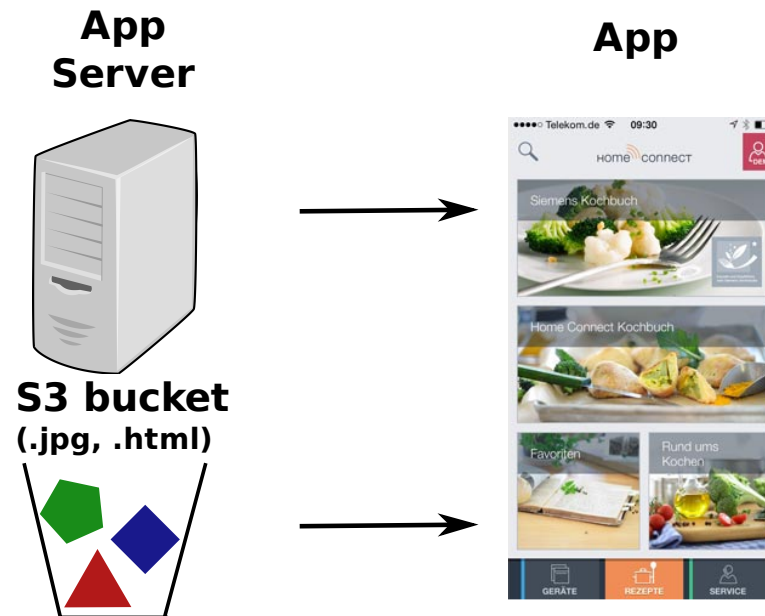 App
Server
App
Telekom.de
09:30
HOME CONNECT
Siemens Kochbuch
Home Connect Kochbuch
S3 bucket
(.jpg, .html)
Favoriten
Rund ums
Kochen
GERÄTE
REZEPTE
SERVICE